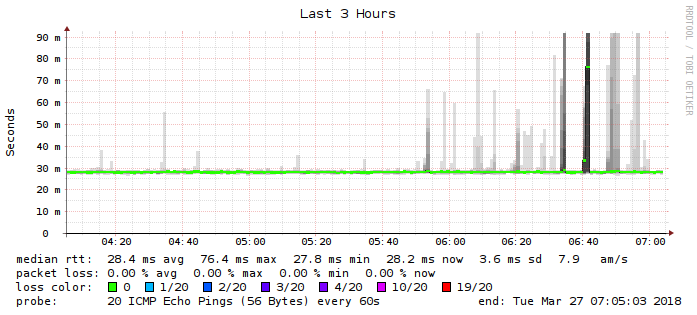 Last 3 Hours
RRDTOOL / TOBI OETIKER
Seconds
90 m
80 m
70 m
60 m
50 m
40 m
30 m
20 m
10 m
0
04:20 04:40 05:00 05:20 05:40 06:00 06:20 06:40 07:00
median rtt: 28.4 ms avg 76.4 ms max 27.8 ms min 28.2 ms now 3.6 ms sd 7.9 am/s
packet loss: 0.00 % avg 0.00 % max 0.00 % min 0.00 % now
loss color: 0 1/20 2/20 3/20 4/20 10/20 19/20
probe: 20 ICMP Echo Pings (56 Bytes) every 60s end: Tue Mar 27 07:05:03 2018